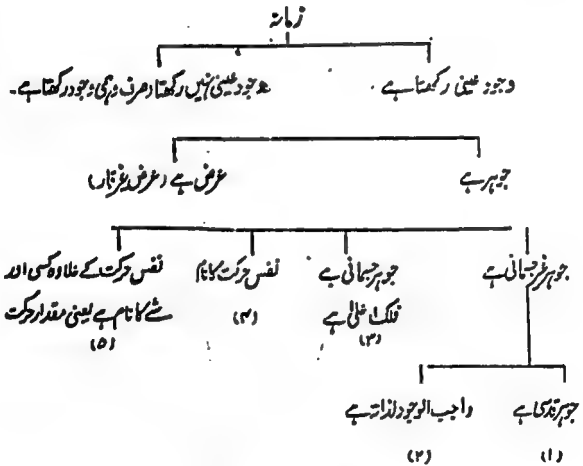 زمانہ
وجود عینی رکھتا ہے
وجود عینی نہیں رکھتا (صرف وہمی وجود رکھتا ہے۔
جوہر ہے
عرض ہے (عرض غیر قار)
جوہر غیر جسمانی ہے
جوہر جسمانی ہے
فلک اعلیٰ ہے
(۳)
نفس حرکت کا نام
(۴)
نفس حرکت کے علاوہ کسی اور
شے کا نام ہے یعنی مقدار حرکت
(۵)
جوہر قدسی ہے
(۱)
واجب الوجود لذاتہ ہے
(۲)